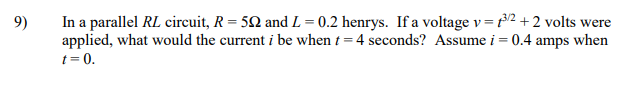 9) In a parallel RL circuit, R = 5Ω and L = 0.2 henrys. If a voltage v = t^3/2 + 2 volts were
applied, what would the current i be when t = 4 seconds? Assume i = 0.4 amps when
t = 0.